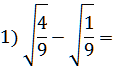 1) √(4/9) − √(1/9) =